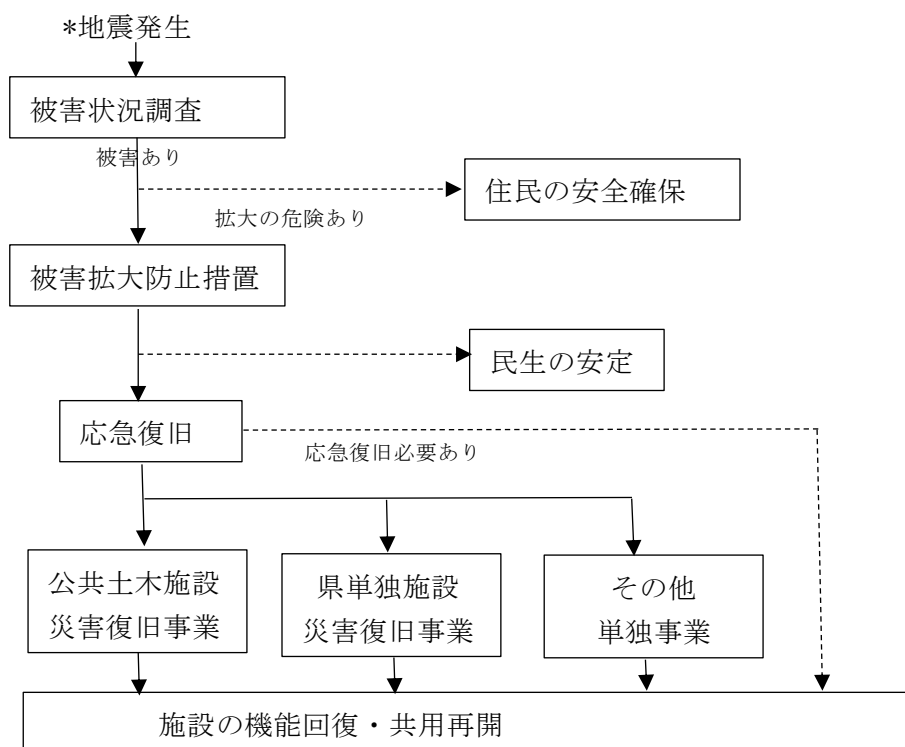 *地震発生
被害状況調査
被害あり
住民の安全確保
拡大の危険あり
被害拡大防止措置
民生の安定
応急復旧
応急復旧必要あり
公共土木施設
災害復旧事業
県単独施設
災害復旧事業
その他
単独事業
施設の機能回復・共用再開